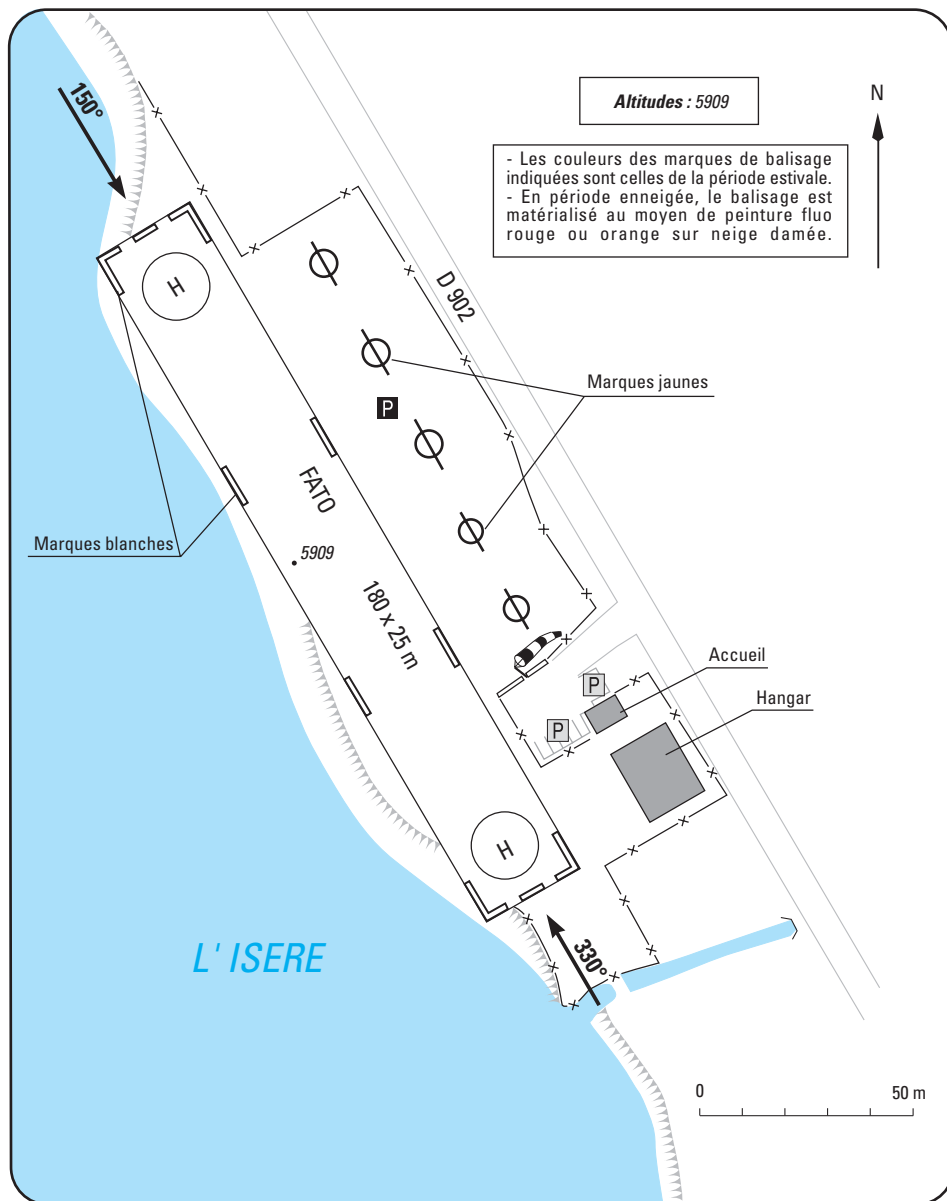 150°
Altitudes : 5909
N
- Les couleurs des marques de balisage
indiquées sont celles de la période estivale.
- En période enneigée, le balisage est
matérialisé au moyen de peinture fluo
rouge ou orange sur neige damée.
H
D 902
Marques jaunes
P
FATO
Marques blanches
5909
180 x 25 m
Accueil
P
Hangar
P
H
L' ISERE
330°
0
50 m